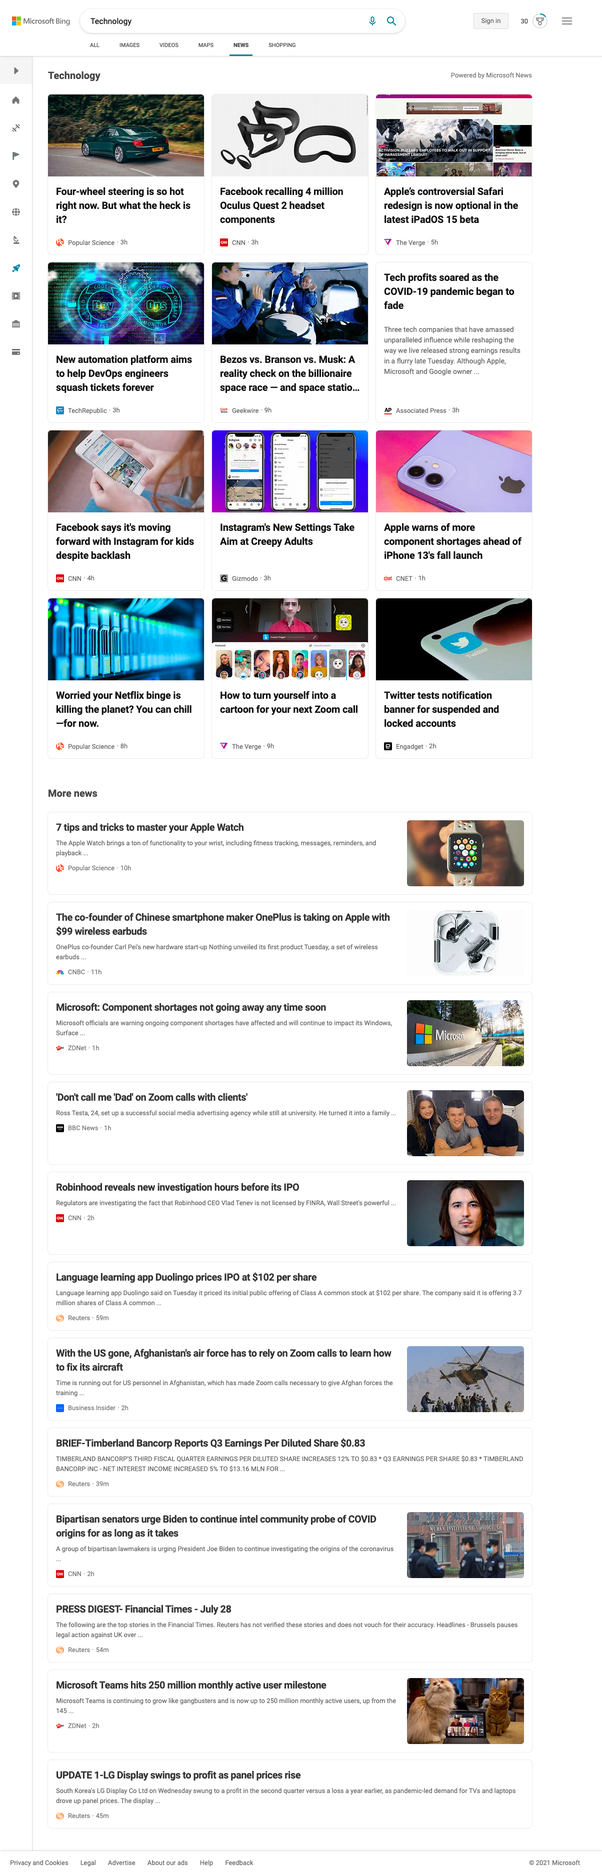 Microsoft Bing
Technology
Sign in
30
ALL IMAGES VIDEOS MAPS NEWS SHOPPING
Technology
Powered by Microsoft News
Four-wheel steering is so hot
right now. But what the heck is
it?
Popular Science · 3h
Facebook recalling 4 million
Oculus Quest 2 headset
components
CNN · 3h
Apple's controversial Safari
redesign is now optional in the
latest iPadOS 15 beta
The Verge · 5h
Dev Ops
New automation platform aims
to help DevOps engineers
squash tickets forever
TechRepublic · 3h
Bezos vs. Branson vs. Musk: A
reality check on the billionaire
space race — and space statio...
Geekwire · 9h
Tech profits soared as the
COVID-19 pandemic began to
fade
Three tech companies that have amassed
unparalleled influence while reshaping the
way we live released strong earnings results
in a flurry late Tuesday. Although Apple,
Microsoft and Google owner ...
AP Associated Press · 3h
Facebook says it's moving
forward with Instagram for kids
despite backlash
CNN · 4h
Instagram's New Settings Take
Aim at Creepy Adults
Gizmodo · 3h
Apple warns of more
component shortages ahead of
iPhone 13's fall launch
CNET · 1h
Worried your Netflix binge is
killing the planet? You can chill
—for now.
Popular Science · 8h
How to turn yourself into a
cartoon for your next Zoom call
The Verge · 9h
Twitter tests notification
banner for suspended and
locked accounts
Engadget · 2h
More news
7 tips and tricks to master your Apple Watch
The Apple Watch brings a ton of functionality to your wrist, including fitness tracking, messages, reminders, and
playback ...
Popular Science · 10h
The co-founder of Chinese smartphone maker OnePlus is taking on Apple with
$99 wireless earbuds
OnePlus co-founder Carl Pei's new hardware start-up Nothing unveiled its first product Tuesday, a set of wireless
earbuds ...
CNBC · 11h
Microsoft: Component shortages not going away any time soon
Microsoft officials are warning ongoing component shortages have affected and will continue to impact its Windows,
Surface ...
ZDNet · 1h
Microsoft
'Don't call me 'Dad' on Zoom calls with clients'
Ross Testa, 24, set up a successful social media advertising agency while still at university. He turned it into a family ...
BBC News · 1h
Robinhood reveals new investigation hours before its IPO
Regulators are investigating the fact that Robinhood CEO Vlad Tenev is not licensed by FINRA, Wall Street's powerful ...
CNN · 2h
Language learning app Duolingo prices IPO at $102 per share
Language learning app Duolingo said on Tuesday it priced its initial public offering of Class A common stock at $102 per share. The company said it is offering 3.7
million shares of Class A common ...
Reuters · 59m
With the US gone, Afghanistan's air force has to rely on Zoom calls to learn how
to fix its aircraft
Time is running out for US personnel in Afghanistan, which has made Zoom calls necessary to give Afghan forces the
training ...
Business Insider · 2h
BRIEF-Timberland Bancorp Reports Q3 Earnings Per Diluted Share $0.83
TIMBERLAND BANCORP'S THIRD FISCAL QUARTER EARNINGS PER DILUTED SHARE INCREASES 12% TO $0.83 * Q3 EARNINGS PER SHARE $0.83 * TIMBERLAND
BANCORP INC - NET INTEREST INCOME INCREASED 5% TO $13.16 MLN FOR ...
Reuters · 39m
Bipartisan senators urge Biden to continue intel community probe of COVID
origins for as long as it takes
A group of bipartisan lawmakers is urging President Joe Biden to continue investigating the origins of the coronavirus
...
CNN · 2h
PRESS DIGEST- Financial Times - July 28
The following are the top stories in the Financial Times. Reuters has not verified these stories and does not vouch for their accuracy. Headlines - Brussels pauses
legal action against UK over ...
Reuters · 54m
Microsoft Teams hits 250 million monthly active user milestone
Microsoft Teams is continuing to grow like gangbusters and is now up to 250 million monthly active users, up from the
145 ...
ZDNet · 2h
UPDATE 1-LG Display swings to profit as panel prices rise
South Korea's LG Display Co Ltd on Wednesday swung to a profit in the second quarter versus a loss a year earlier, as pandemic-led demand for TVs and laptops
drove up panel prices. The display ...
Reuters · 45m
Privacy and Cookies Legal Advertise About our ads Help Feedback
© 2021 Microsoft